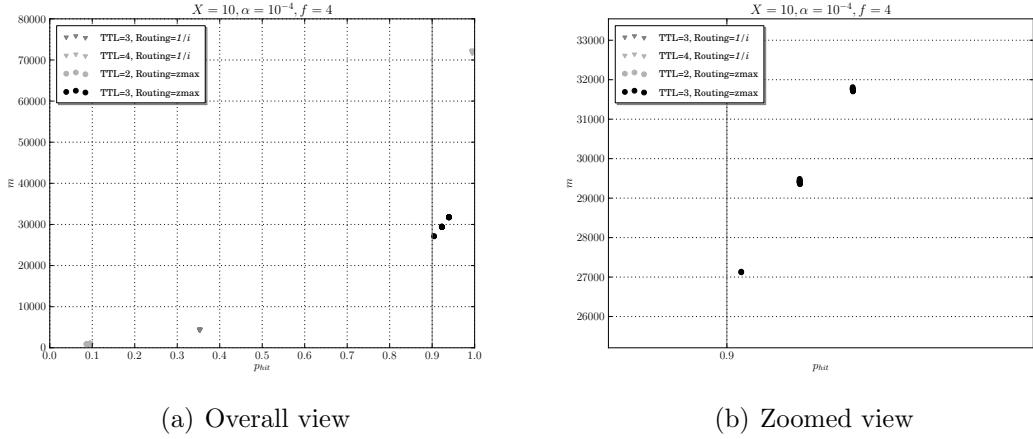 X = 10, α = 10⁻⁴, f = 4
80000
70000
60000
50000
40000
30000
20000
10000
0
m
TTL=3, Routing=1/i
TTL=4, Routing=1/i
TTL=2, Routing=zmax
TTL=3, Routing=zmax
0.0 0.1 0.2 0.3 0.4 0.5 0.6 0.7 0.8 0.9 1.0
p_hit
(a) Overall view
X = 10, α = 10⁻⁴, f = 4
33000
32000
31000
30000
29000
28000
27000
26000
m
TTL=3, Routing=1/i
TTL=4, Routing=1/i
TTL=2, Routing=zmax
TTL=3, Routing=zmax
0.9
p_hit
(b) Zoomed view